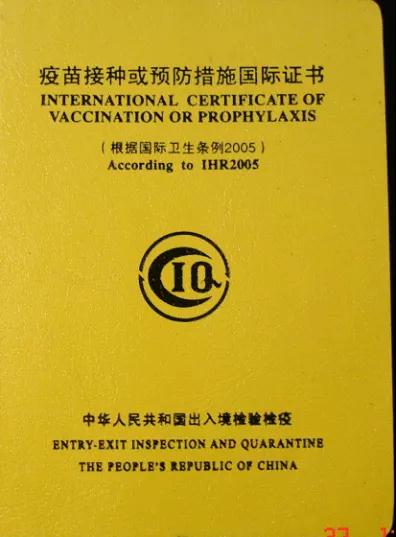 疫苗接种或预防措施国际证书
INTERNATIONAL CERTIFICATE OF
VACCINATION OR PROPHYLAXIS
(根据国际卫生条例2005)
According to IHR2005
CIQ
中华人民共和国出入境检验检疫
ENTRY-EXIT INSPECTION AND QUARANTINE
THE PEOPLE'S REPUBLIC OF CHINA